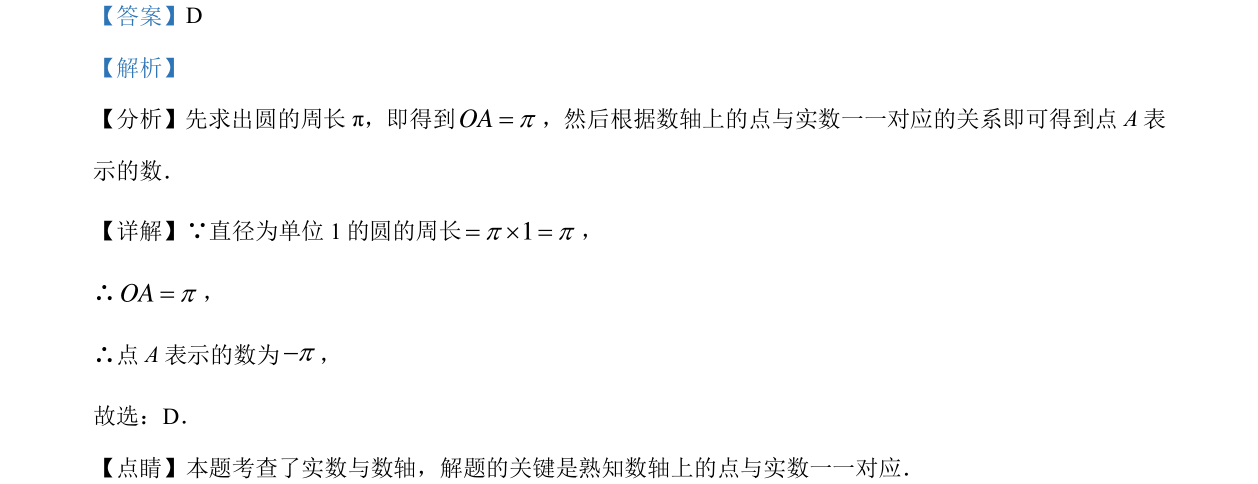 【答案】D
【解析】
【分析】先求出圆的周长 π，即得到 OA = π ，然后根据数轴上的点与实数一一对应的关系即可得到点 A 表
示的数．
【详解】∵直径为单位 1 的圆的周长 = π × 1 = π ，
∴ OA = π ，
∴点 A 表示的数为 −π ，
故选：D．
【点睛】本题考查了实数与数轴，解题的关键是熟知数轴上的点与实数一一对应．